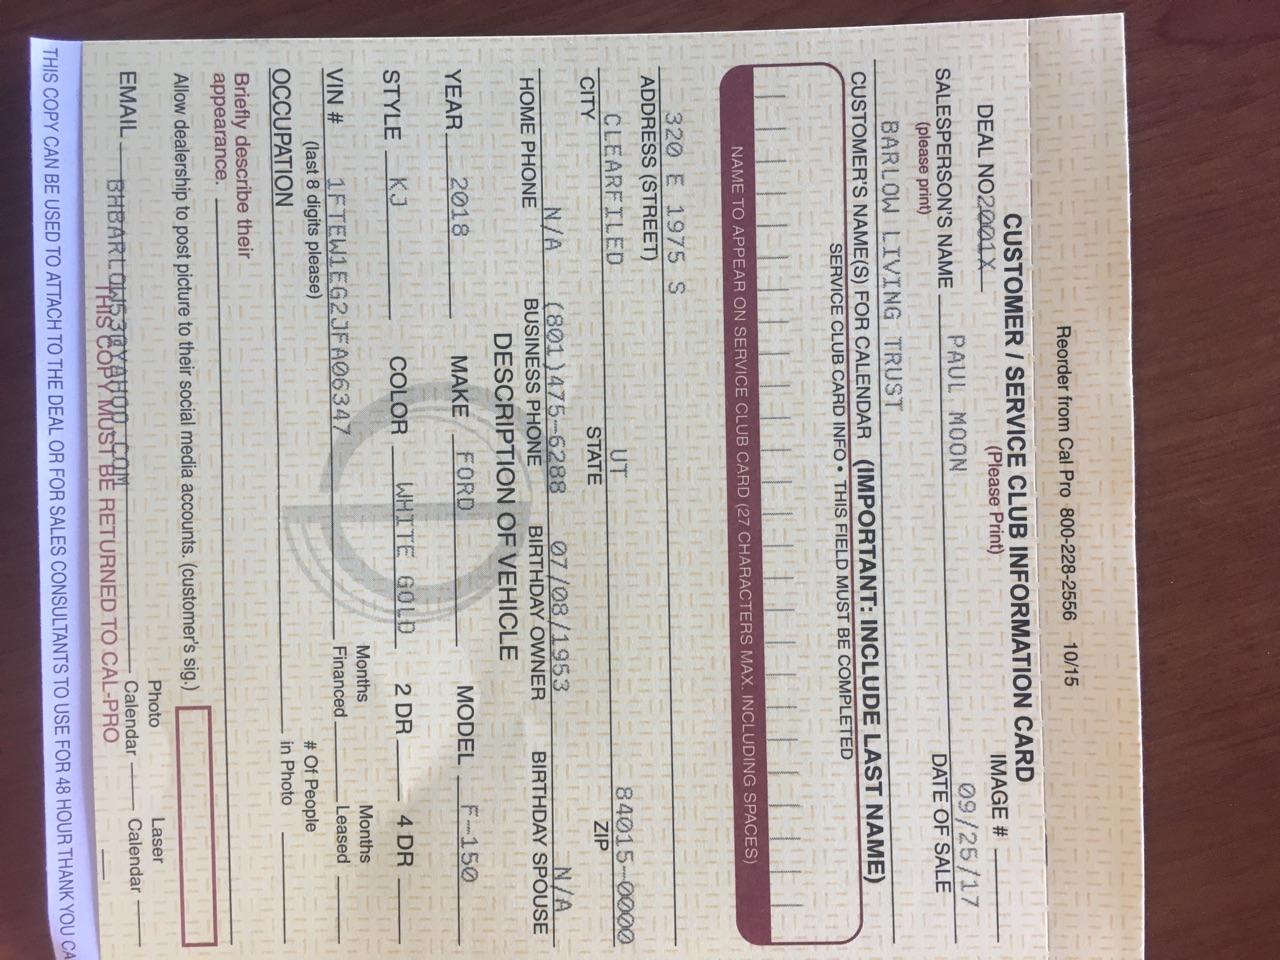 Reorder from Cal Pro 800-228-2556 10/15
CUSTOMER / SERVICE CLUB INFORMATION CARD
(Please Print)
IMAGE #
DEAL NO 2001X
09/25/17
SALESPERSON'S NAME PAUL MOON DATE OF SALE
(please print)
BARLOW LIVING TRUST
CUSTOMER'S NAME(S) FOR CALENDAR (IMPORTANT: INCLUDE LAST NAME)
SERVICE CLUB CARD INFO • THIS FIELD MUST BE COMPLETED
NAME TO APPEAR ON SERVICE CLUB CARD (27 CHARACTERS MAX. INCLUDING SPACES)
320 E 1975 S
ADDRESS (STREET)
CLEARFILED UT 84015-0000
CITY STATE ZIP
N/A (801)475-6288 07/08/1953 N/A
HOME PHONE BUSINESS PHONE BIRTHDAY OWNER BIRTHDAY SPOUSE
DESCRIPTION OF VEHICLE
YEAR 2018 MAKE FORD MODEL F-150
STYLE KJ COLOR WHITE GOLD 2 DR 4 DR
VIN # 1FTEW1EG2JFA06347 Months Financed Months Leased
(last 8 digits please)
OCCUPATION # Of People in Photo
Briefly describe their
appearance.
Allow dealership to post picture to their social media accounts. (customer's sig.)
EMAIL BHBARLOW53@YAHOO.COM Photo Calendar Laser Calendar
THIS COPY MUST BE RETURNED TO CAL-PRO
THIS COPY CAN BE USED TO ATTACH TO THE DEAL OR FOR SALES CONSULTANTS TO USE FOR 48 HOUR THANK YOU